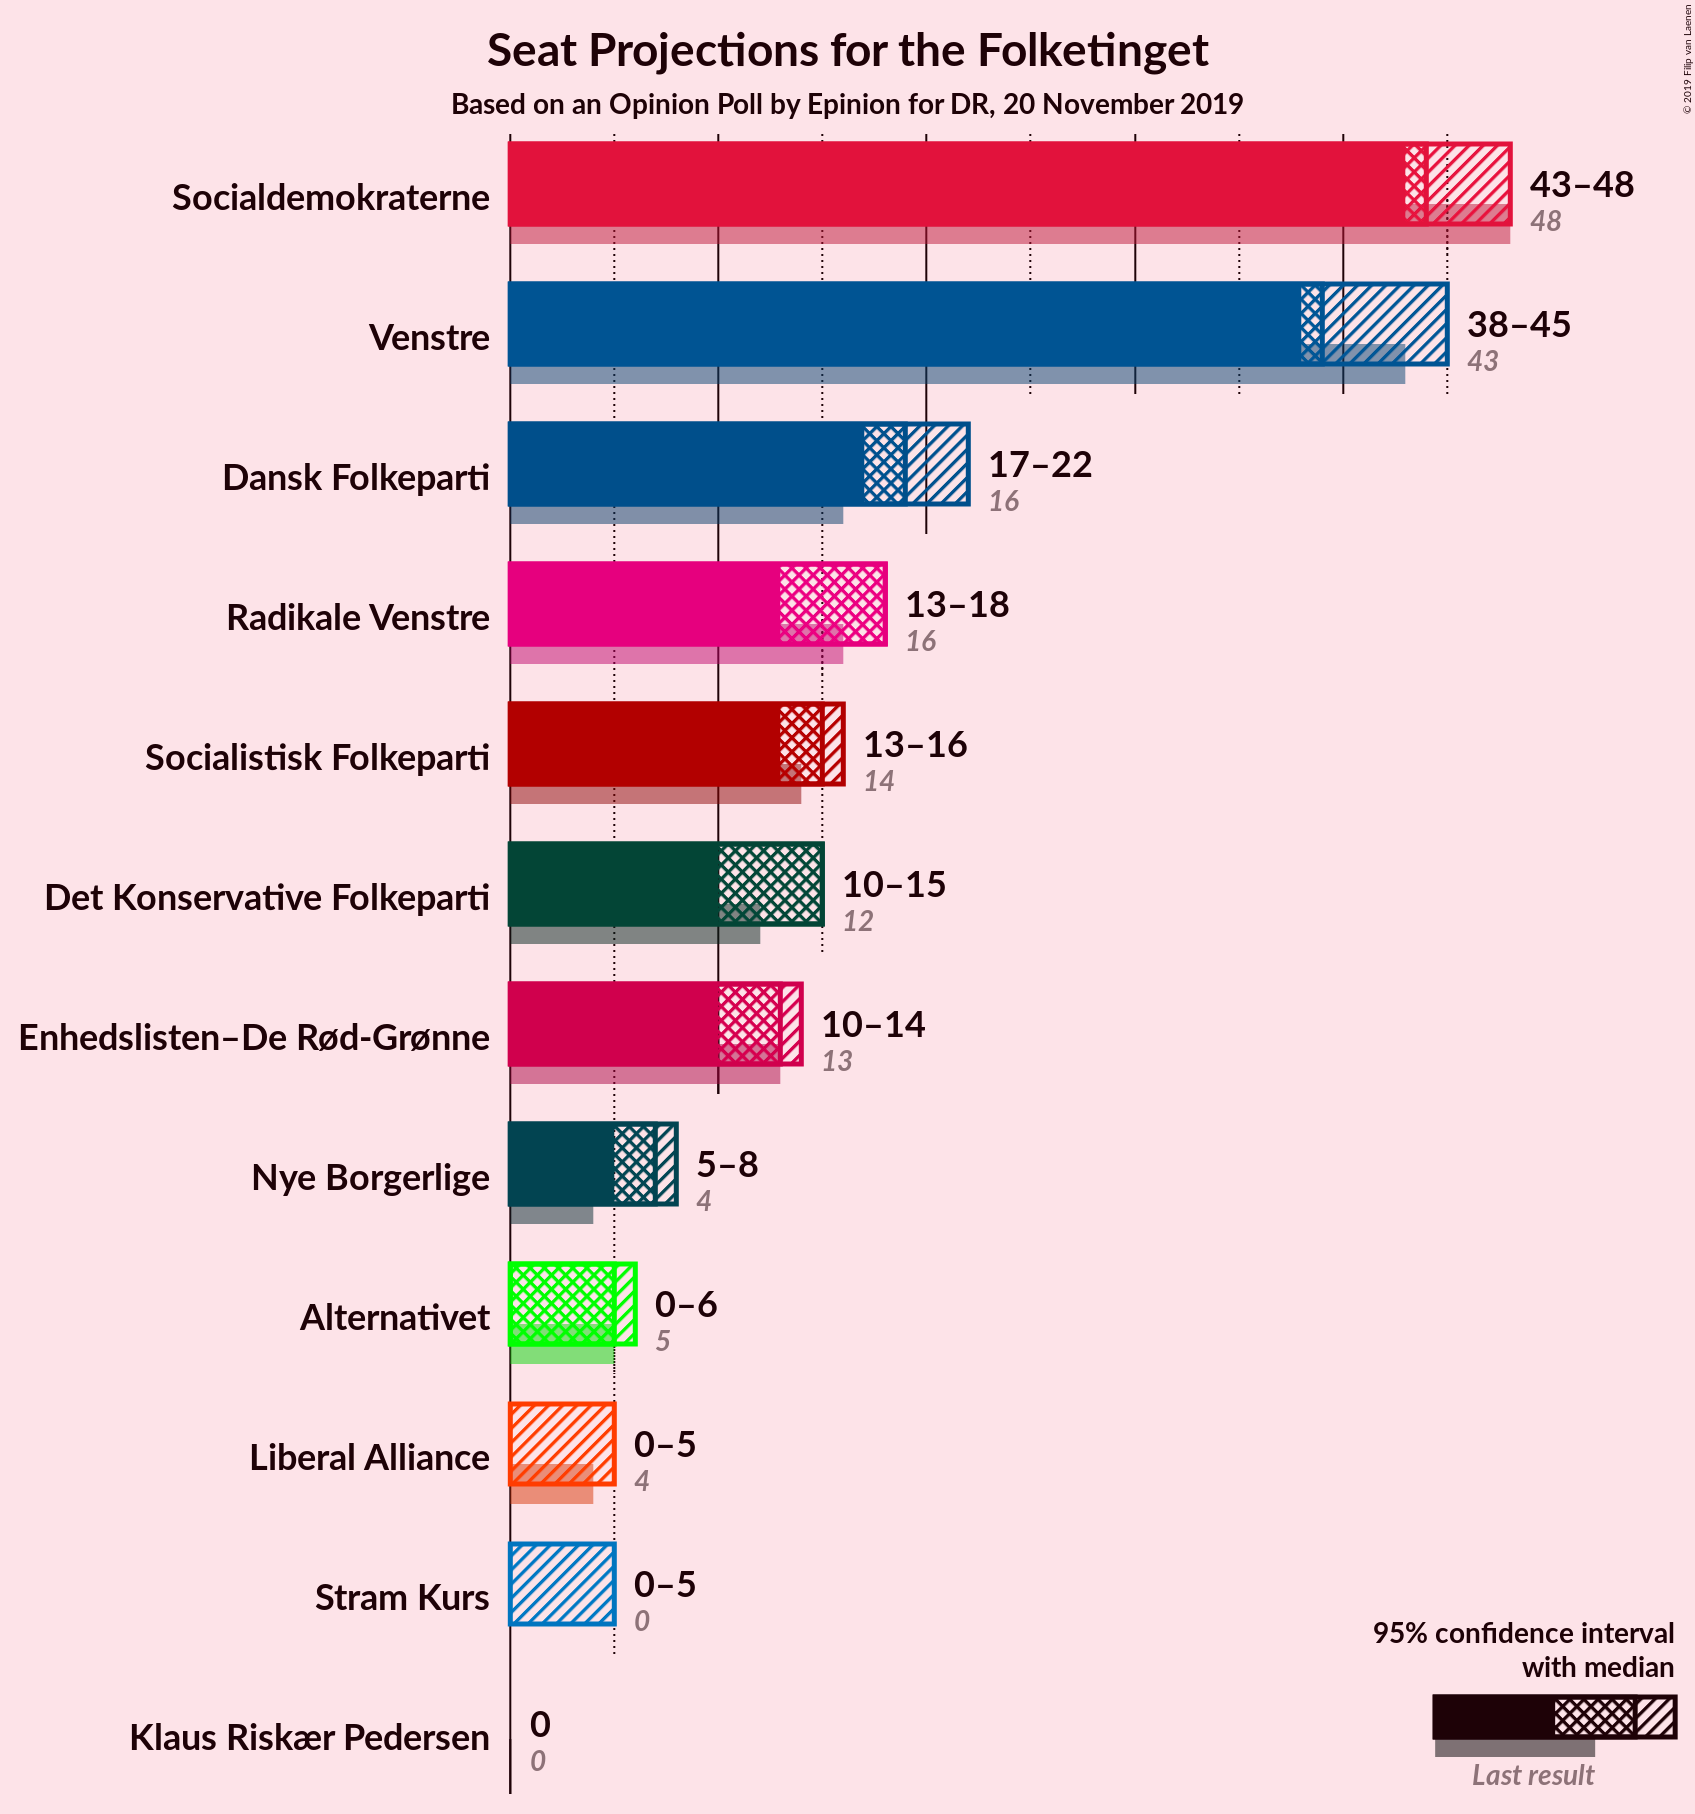 Seat Projections for the Folketinget
Based on an Opinion Poll by Epinion for DR, 20 November 2019
© 2019 Filip van Laenen
Socialdemokraterne
43–48
48
Venstre
38–45
43
Dansk Folkeparti
17–22
16
Radikale Venstre
13–18
16
Socialistisk Folkeparti
13–16
14
Det Konservative Folkeparti
10–15
12
Enhedslisten–De Rød-Grønne
10–14
13
Nye Borgerlige
5–8
4
Alternativet
0–6
5
Liberal Alliance
0–5
4
Stram Kurs
0–5
0
Klaus Riskær Pedersen
0
0
95% confidence interval
with median
Last result